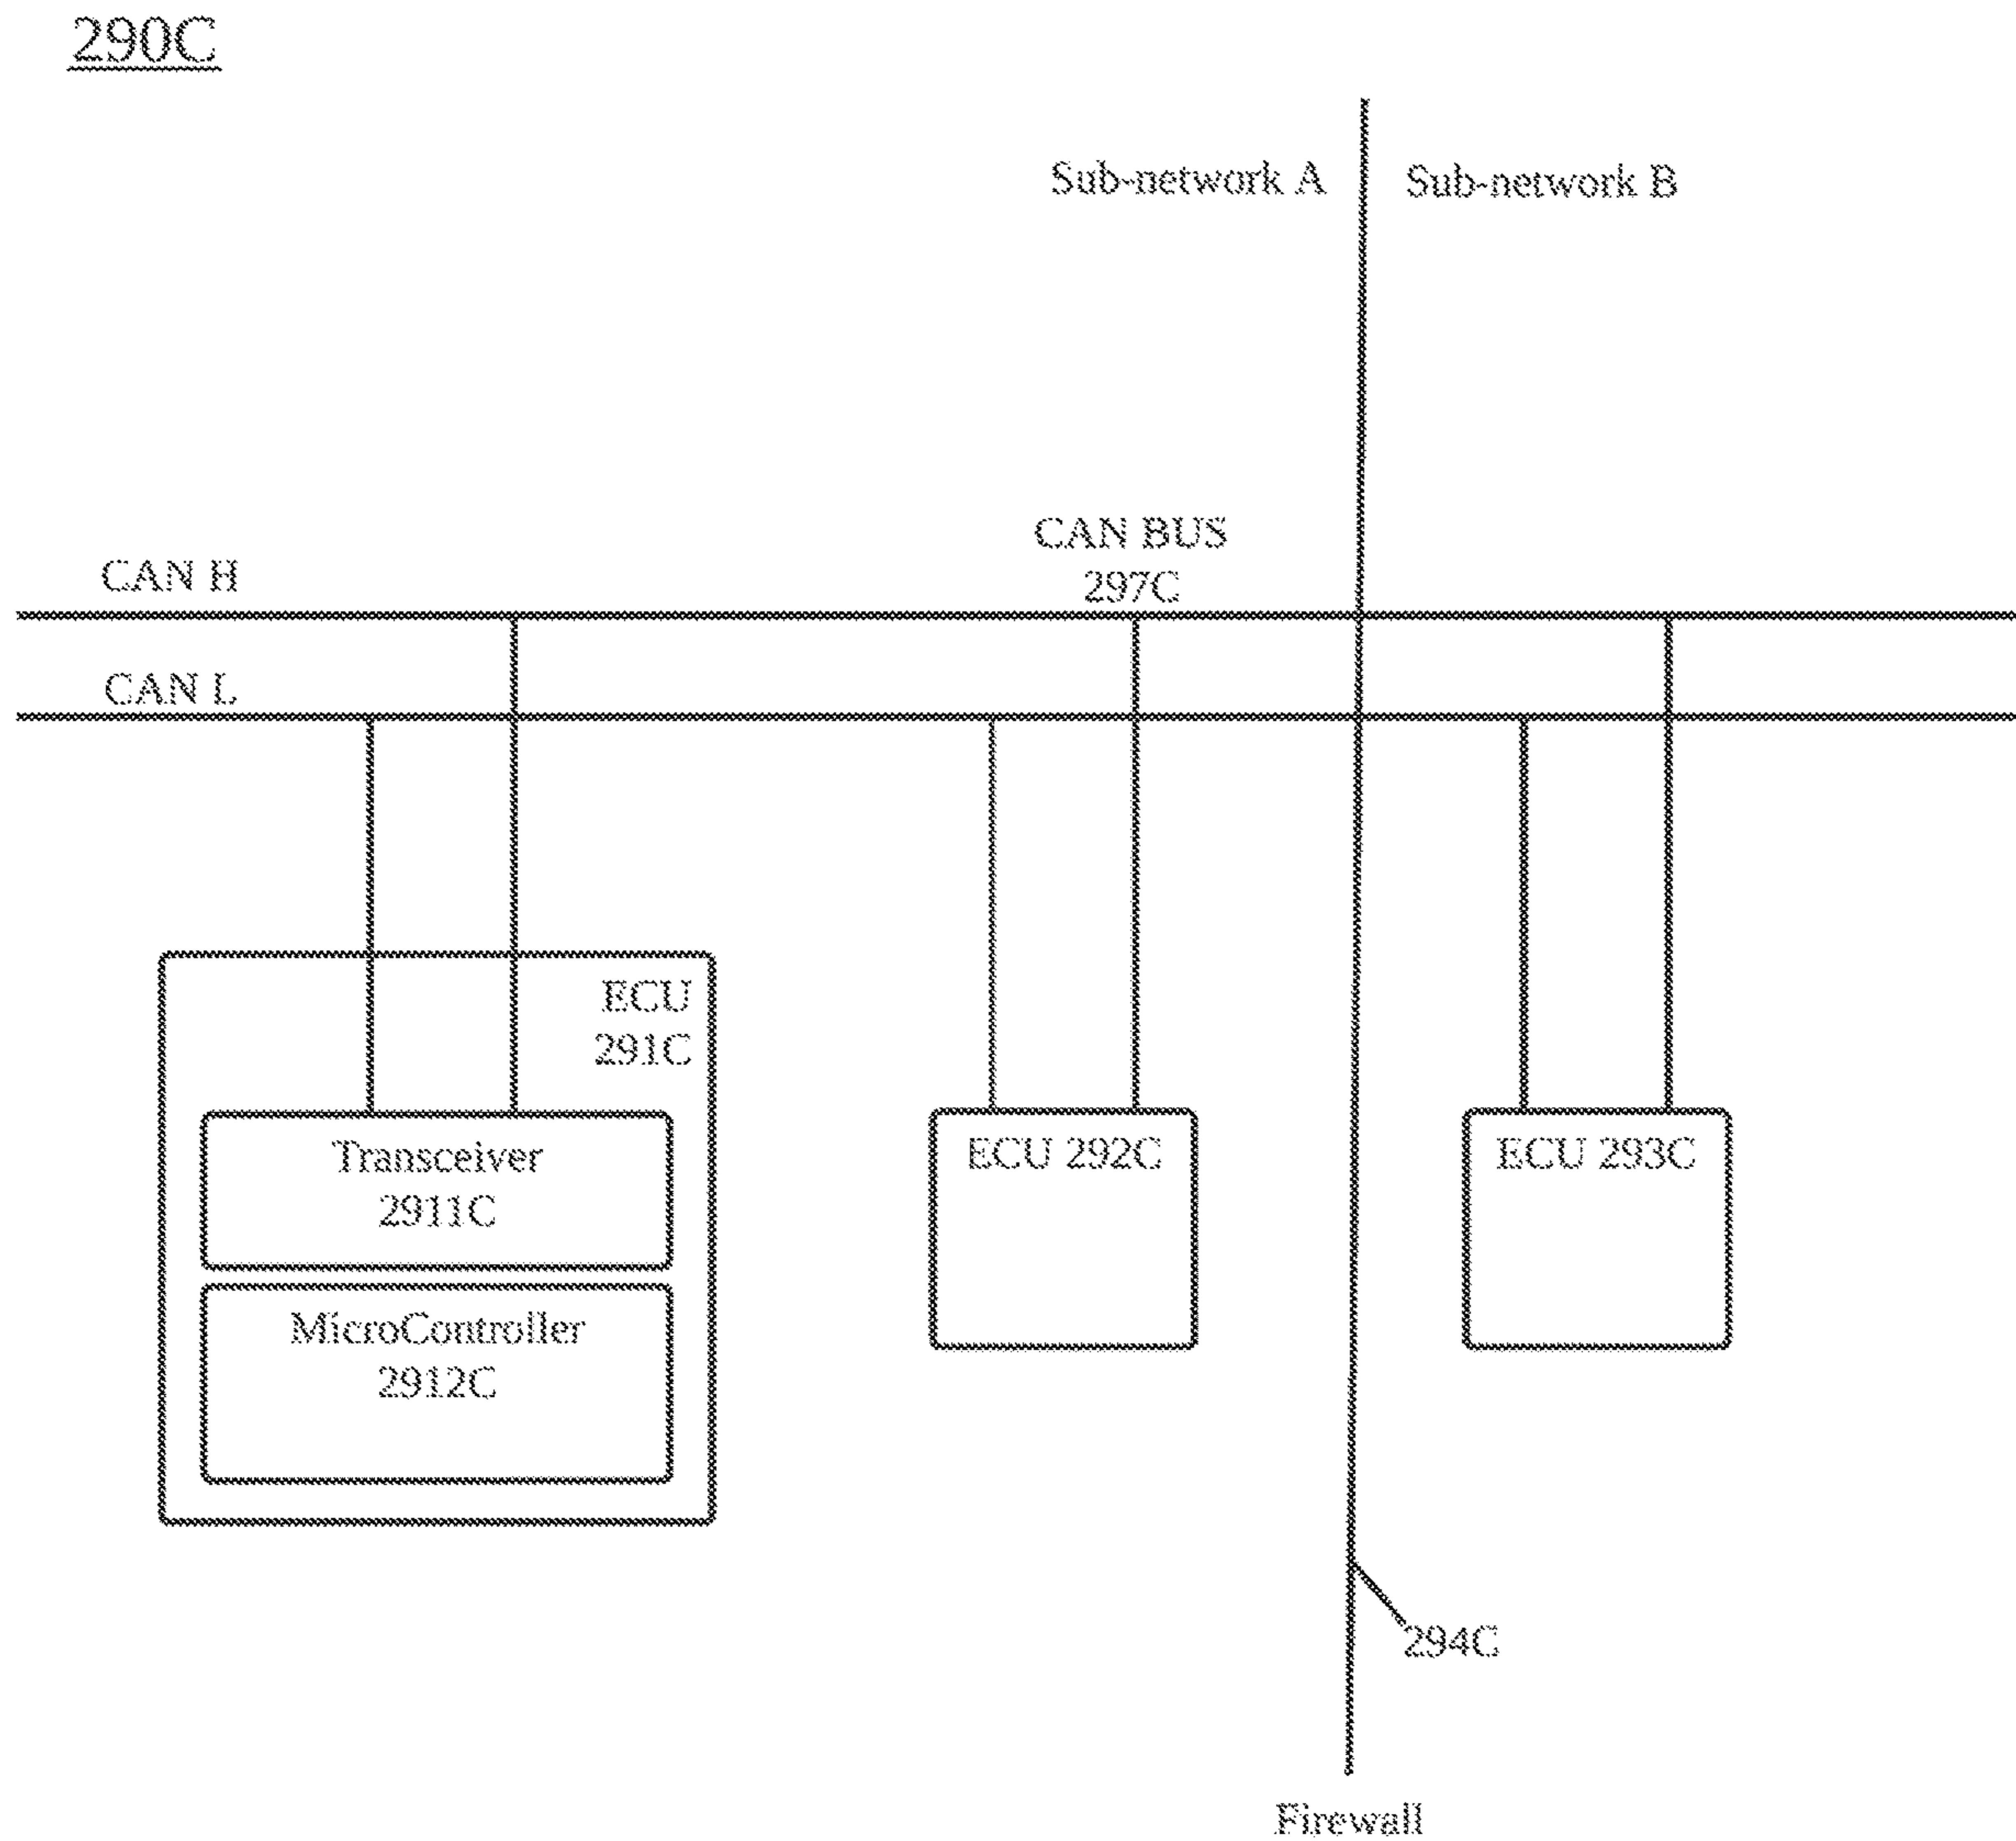 290C
Sub-network A
Sub-network B
CAN BUS
297C
CAN H
CAN L
ECU
291C
Transceiver
2911C
MicroController
2912C
ECU 292C
ECU 293C
294C
Firewall